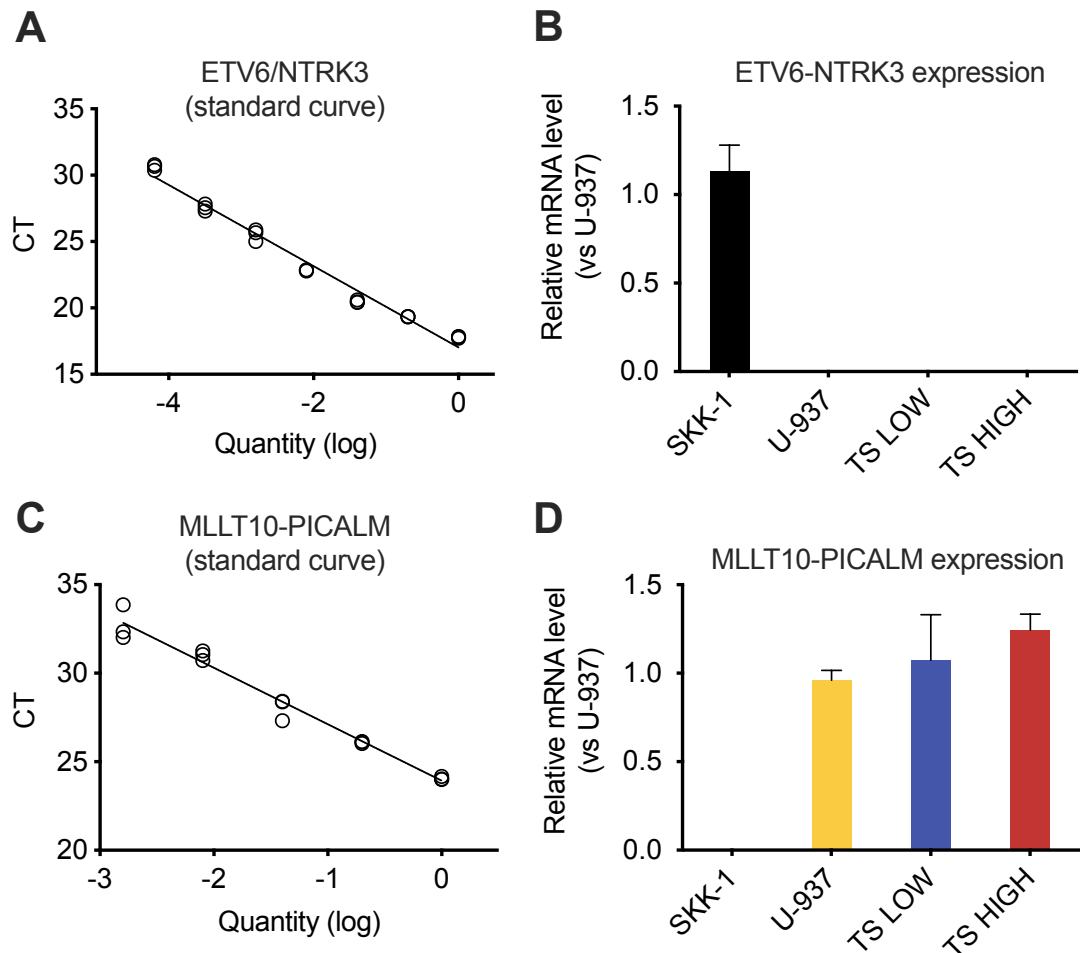 A
ETV6/NTRK3
(standard curve)
35
30
25
20
15
CT
-4
-2
0
Quantity (log)
B
ETV6-NTRK3 expression
Relative mRNA level
(vs U-937)
1.5
1.0
0.5
0.0
SKK-1
U-937
TS LOW
TS HIGH
C
MLLT10-PICALM
(standard curve)
35
30
25
20
CT
-3
-2
-1
0
Quantity (log)
D
MLLT10-PICALM expression
Relative mRNA level
(vs U-937)
1.5
1.0
0.5
0.0
SKK-1
U-937
TS LOW
TS HIGH